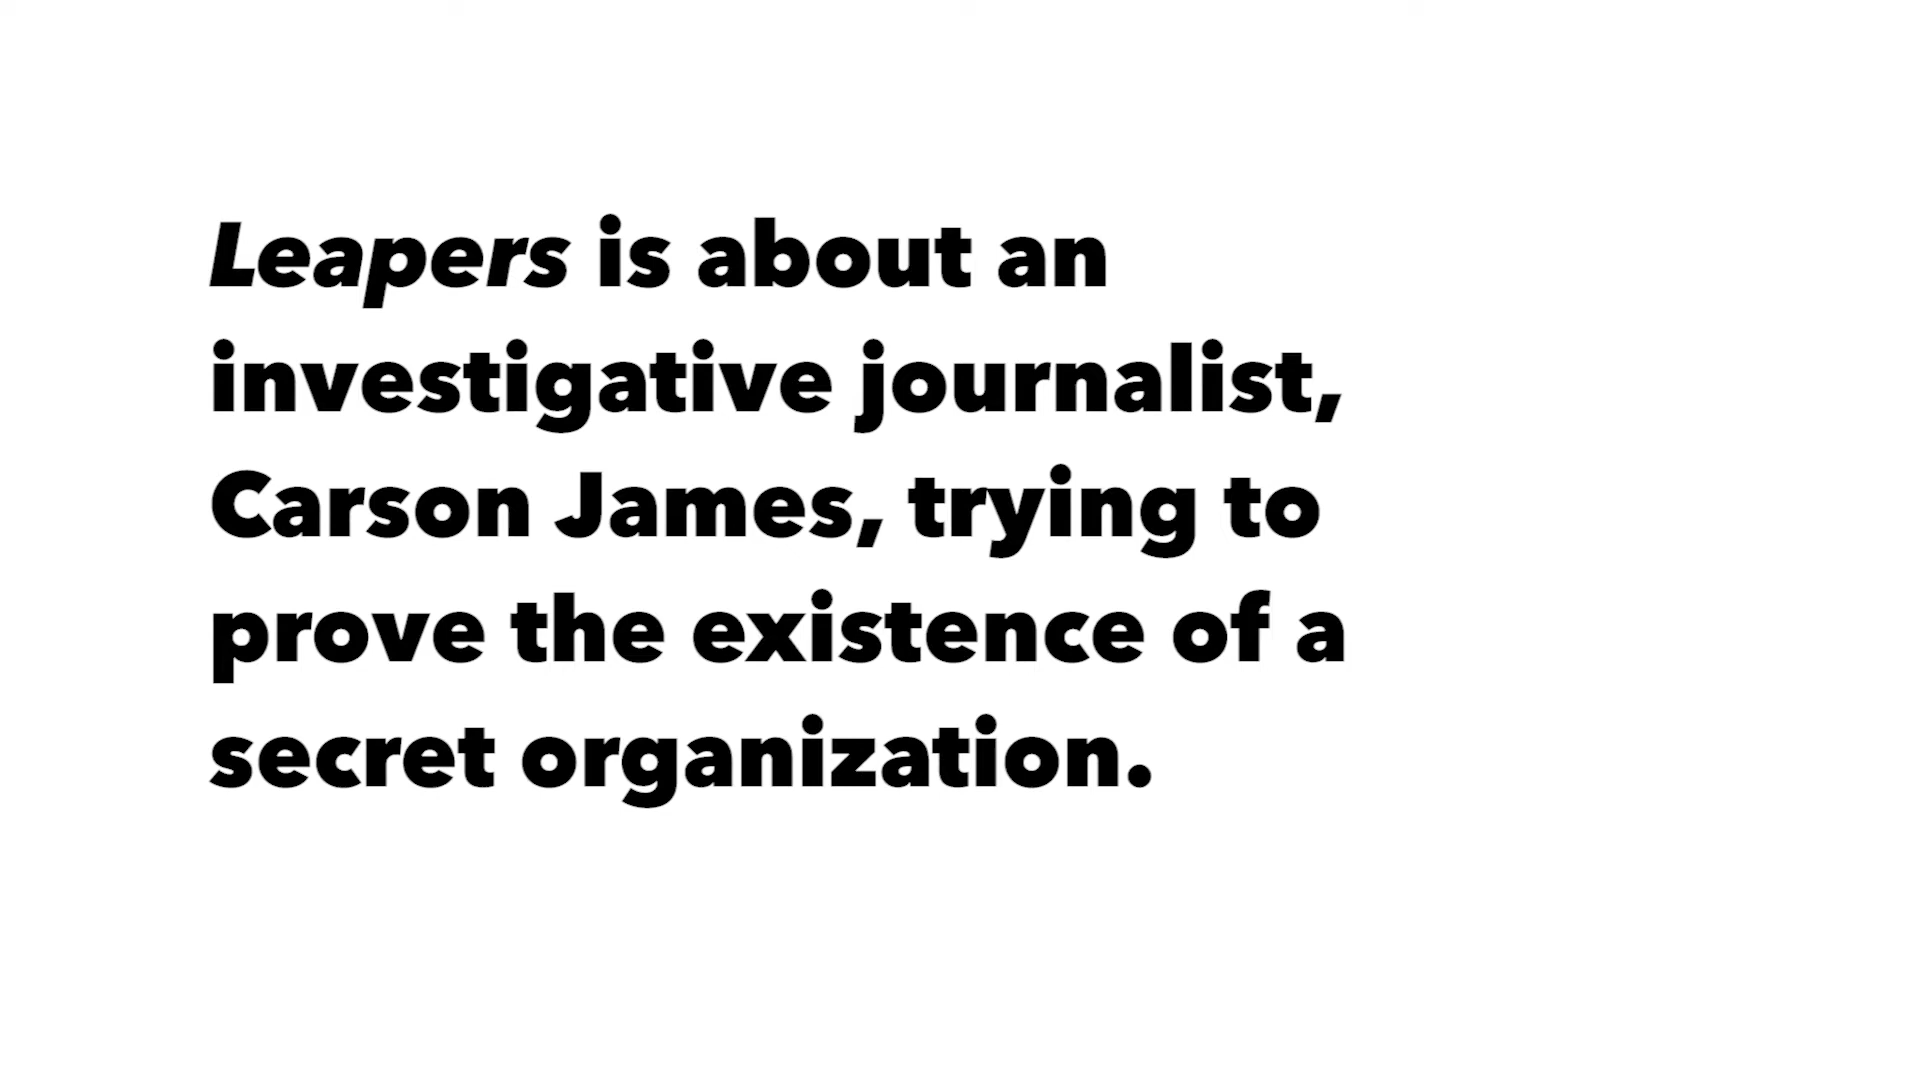 Leapers is about an
investigative journalist,
Carson James, trying to
prove the existence of a
secret organization.